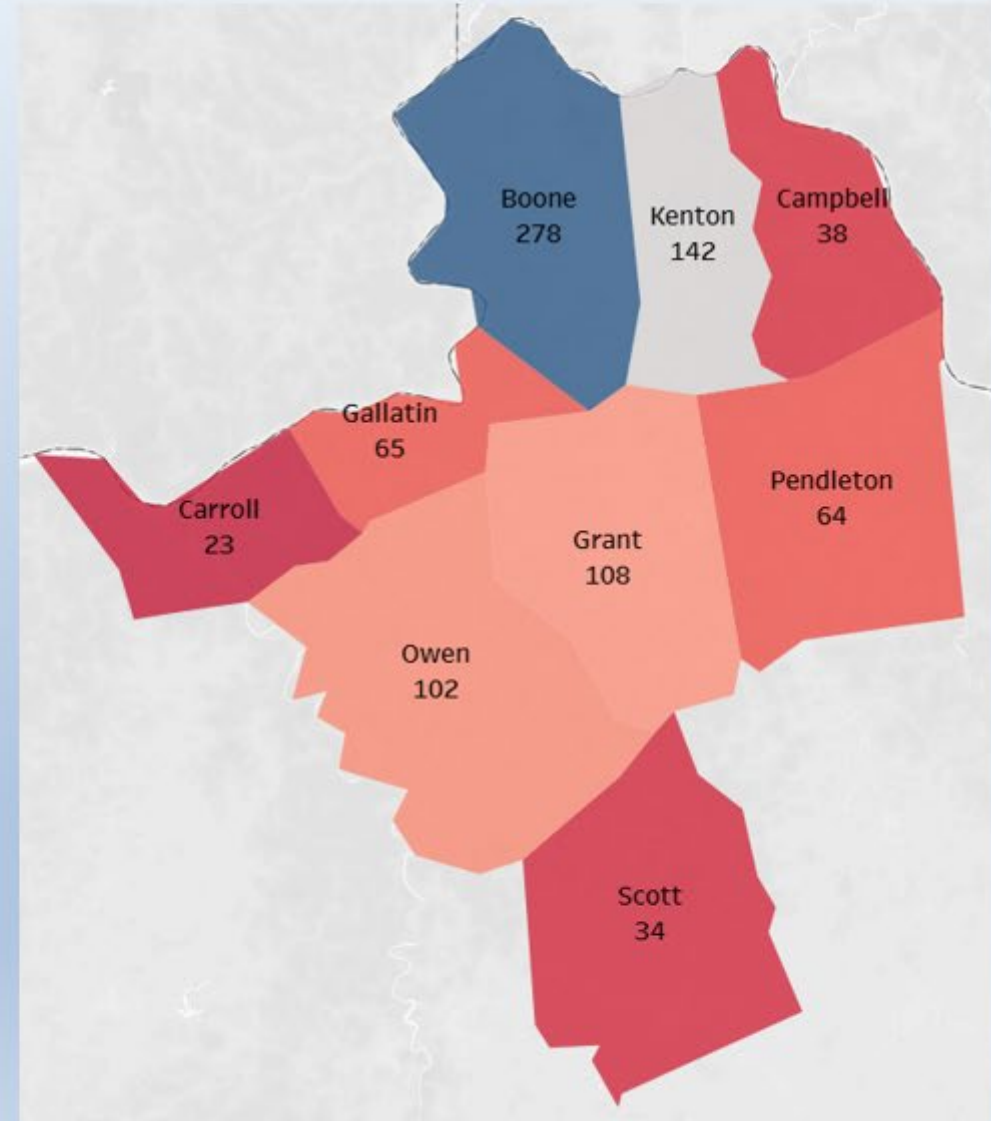 Boone
278
Kenton
142
Campbell
38
Gallatin
65
Carroll
23
Pendleton
64
Grant
108
Owen
102
Scott
34